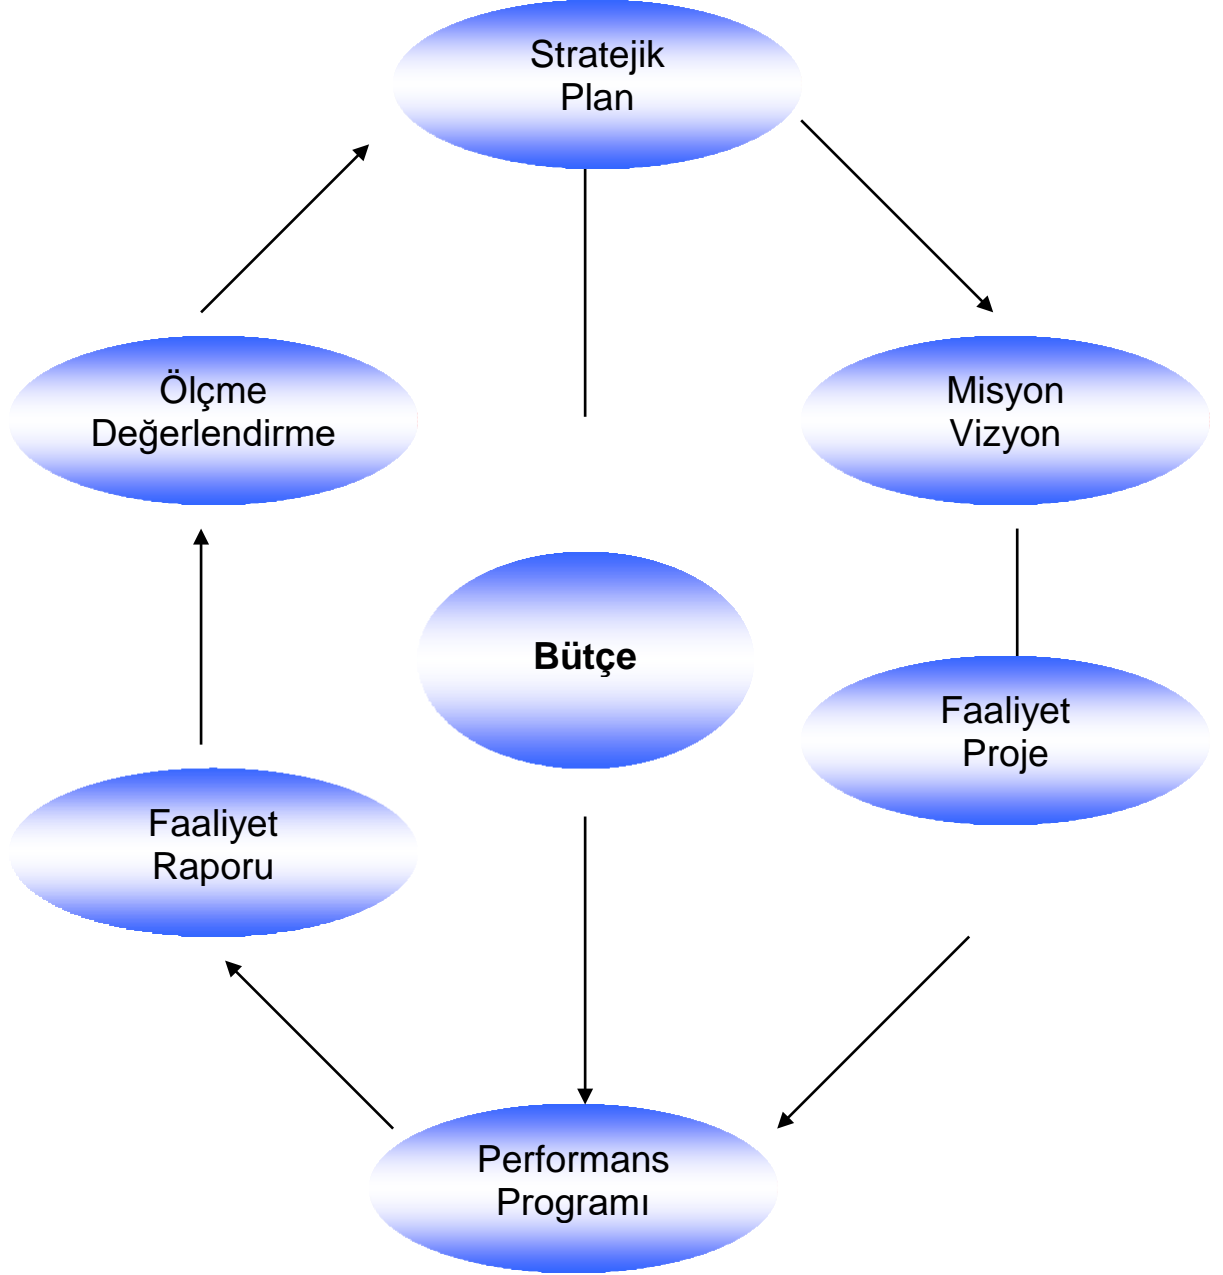 Stratejik
Plan
Ölçme
Değerlendirme
Misyon
Vizyon
Bütçe
Faaliyet
Proje
Faaliyet
Raporu
Performans
Programı